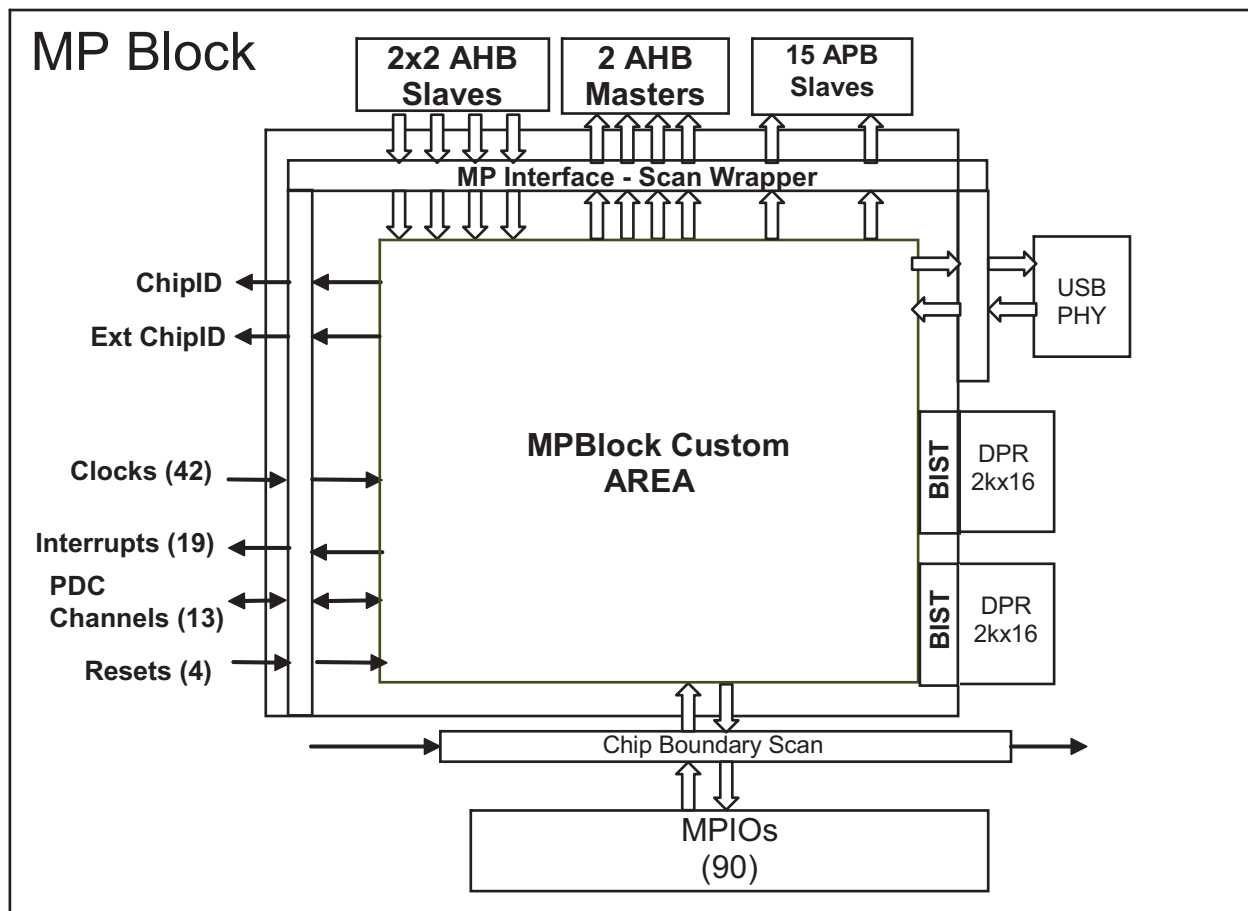 MP Block
2x2 AHB
Slaves
2 AHB
Masters
15 APB
Slaves
MP Interface - Scan Wrapper
ChipID
Ext ChipID
USB
PHY
MPBlock Custom
AREA
Clocks (42)
BIST
DPR
2kx16
Interrupts (19)
PDC
Channels (13)
Resets (4)
BIST
DPR
2kx16
Chip Boundary Scan
MPIOs
(90)